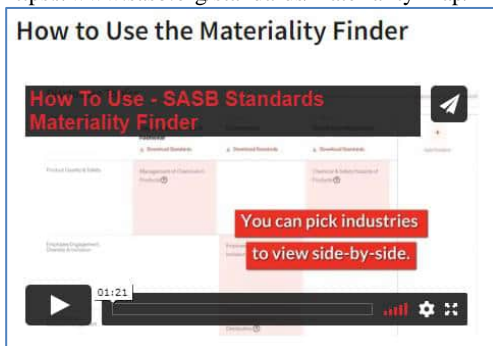 How to Use the Materiality Finder
How To Use - SASB Standards
Materiality Finder
Download Standards
Download Standards
Download Standards
Product Quality & Safety
Management of Chemicals in
Products
Chemical & Safety Hazards of
Products
You can pick industries
to view side-by-side.
Employee Engagement,
Diversity & Inclusion
01:21